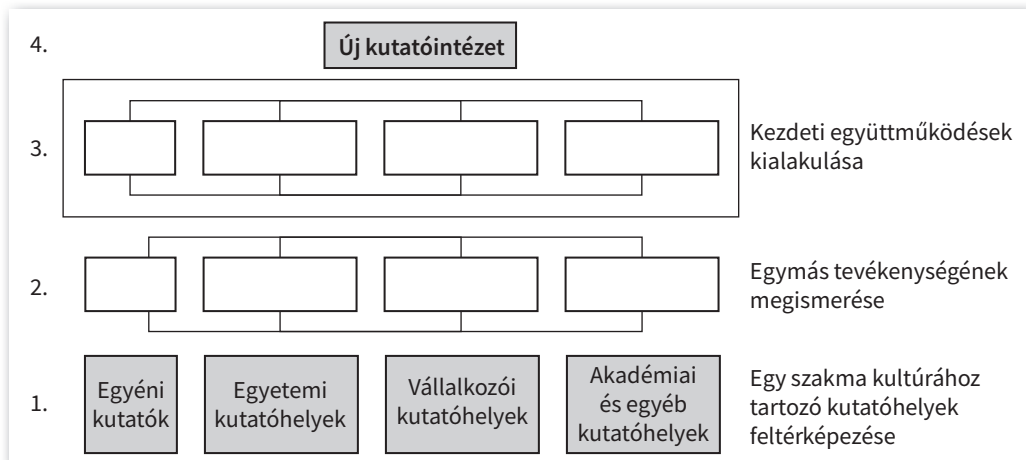 4.
Új kutatóintézet
3.
Kezdeti együttműködések
kialakulása
2.
Egymás tevékenységének
megismerése
1.
Egyéni
kutatók
Egyetemi
kutatóhelyek
Vállalkozói
kutatóhelyek
Akadémiai
és egyéb
kutatóhelyek
Egy szakma kultúrához
tartozó kutatóhelyek
feltérképezése